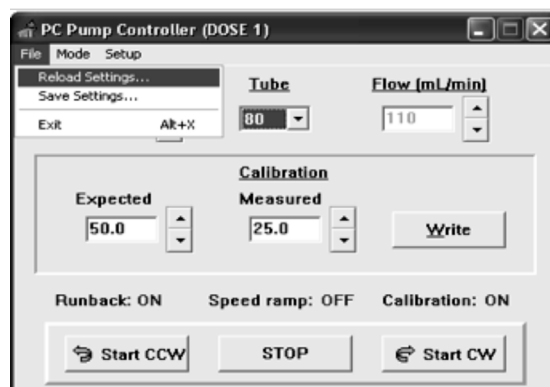 PC Pump Controller (DOSE 1)
File Mode Setup
Reload Settings...
Save Settings...
Exit Alt+X
Tube Flow (mL/min)
80 110
Calibration
Expected Measured
50.0 25.0 Write
Runback: ON Speed ramp: OFF Calibration: ON
Start CCW STOP Start CW